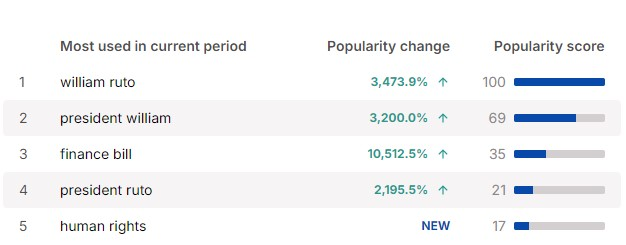 Most used in current period Popularity change Popularity score
1 william ruto 3,473.9% ↑ 100
2 president william 3,200.0% ↑ 69
3 finance bill 10,512.5% ↑ 35
4 president ruto 2,195.5% ↑ 21
5 human rights NEW 17